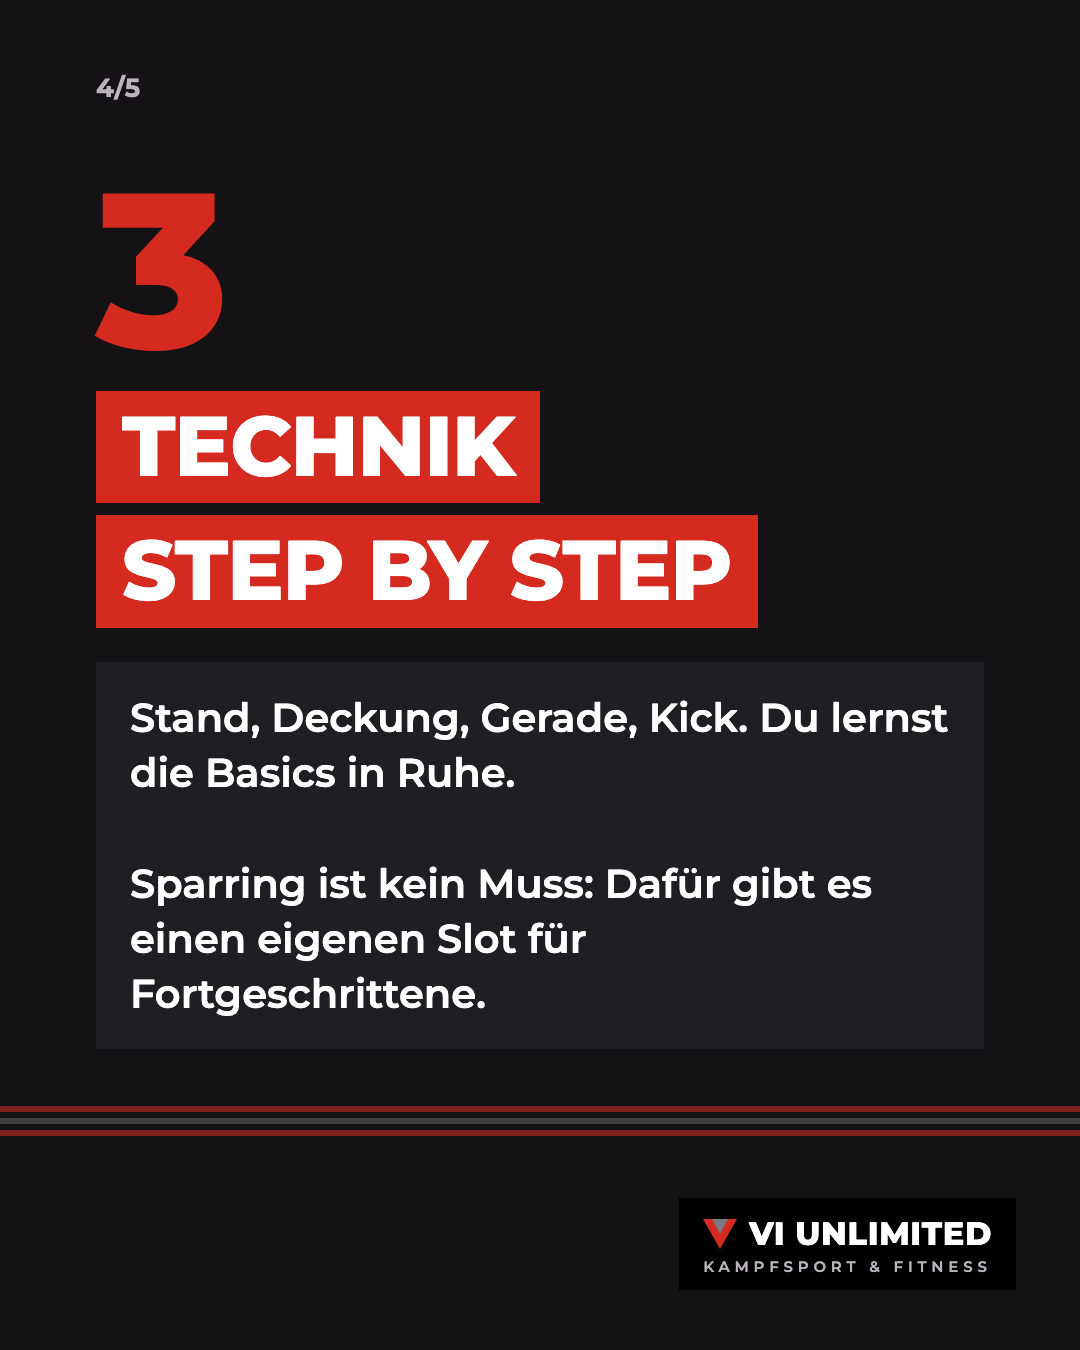 4/5
3
TECHNIK
STEP BY STEP
Stand, Deckung, Gerade, Kick. Du lernst
die Basics in Ruhe.
Sparring ist kein Muss: Dafür gibt es
einen eigenen Slot für
Fortgeschrittene.
VI UNLIMITED
KAMPFSPORT & FITNESS